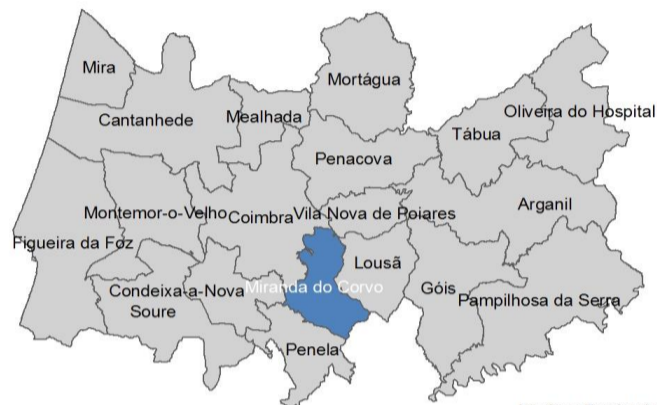 Mira
Mortágua
Cantanhede
Mealhada
Oliveira do Hospital
Tábua
Penacova
Montemor-o-Velho
Coimbra
Vila Nova de Poiares
Arganil
Figueira da Foz
Lousã
Condeixa-a-Nova
Miranda do Corvo
Góis
Pampilhosa da Serra
Soure
Penela